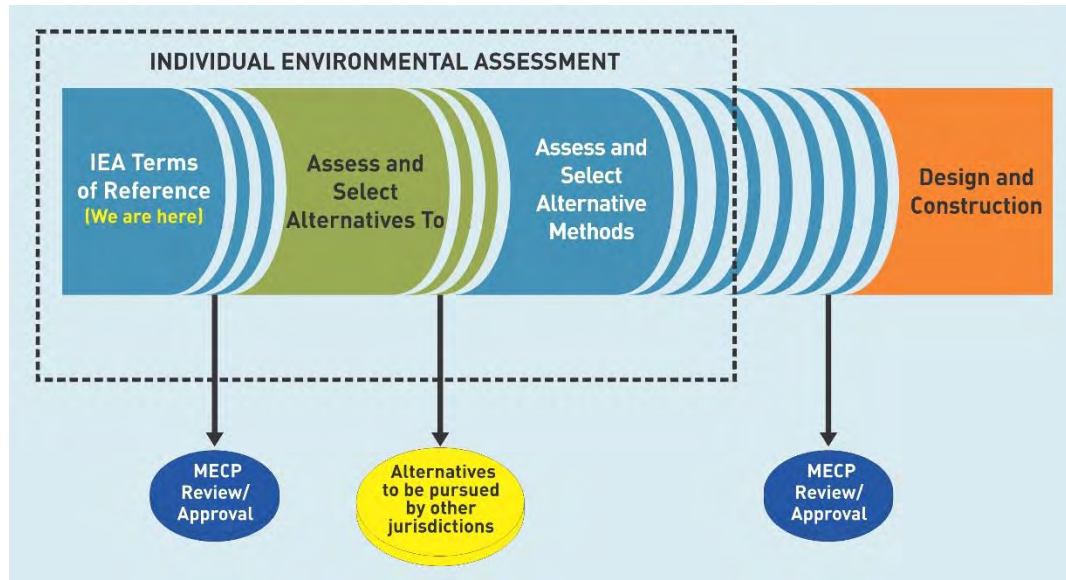 INDIVIDUAL ENVIRONMENTAL ASSESSMENT
IEA Terms
of Reference
(We are here)
Assess and
Select
Alternatives To
Assess and
Select
Alternative
Methods
Design and
Construction
MECP
Review/
Approval
Alternatives
to be pursued
by other
jurisdictions
MECP
Review/
Approval